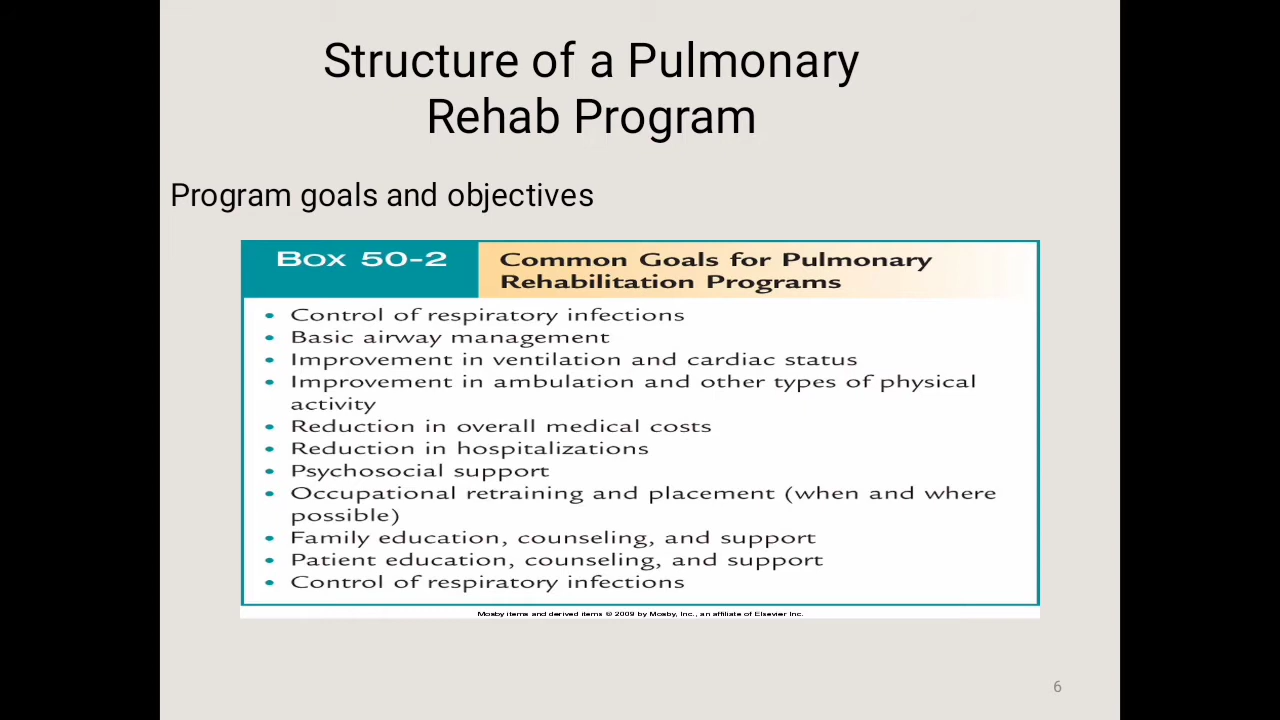 Structure of a Pulmonary
Rehab Program
Program goals and objectives
Box 50-2
Common Goals for Pulmonary
Rehabilitation Programs
• Control of respiratory infections
• Basic airway management
• Improvement in ventilation and cardiac status
• Improvement in ambulation and other types of physical
activity
• Reduction in overall medical costs
• Reduction in hospitalizations
• Psychosocial support
• Occupational retraining and placement (when and where
possible)
• Family education, counseling, and support
• Patient education, counseling, and support
• Control of respiratory infections
Mosby items and derived items © 2009 by Mosby, Inc., an affiliate of Elsevier Inc.
6